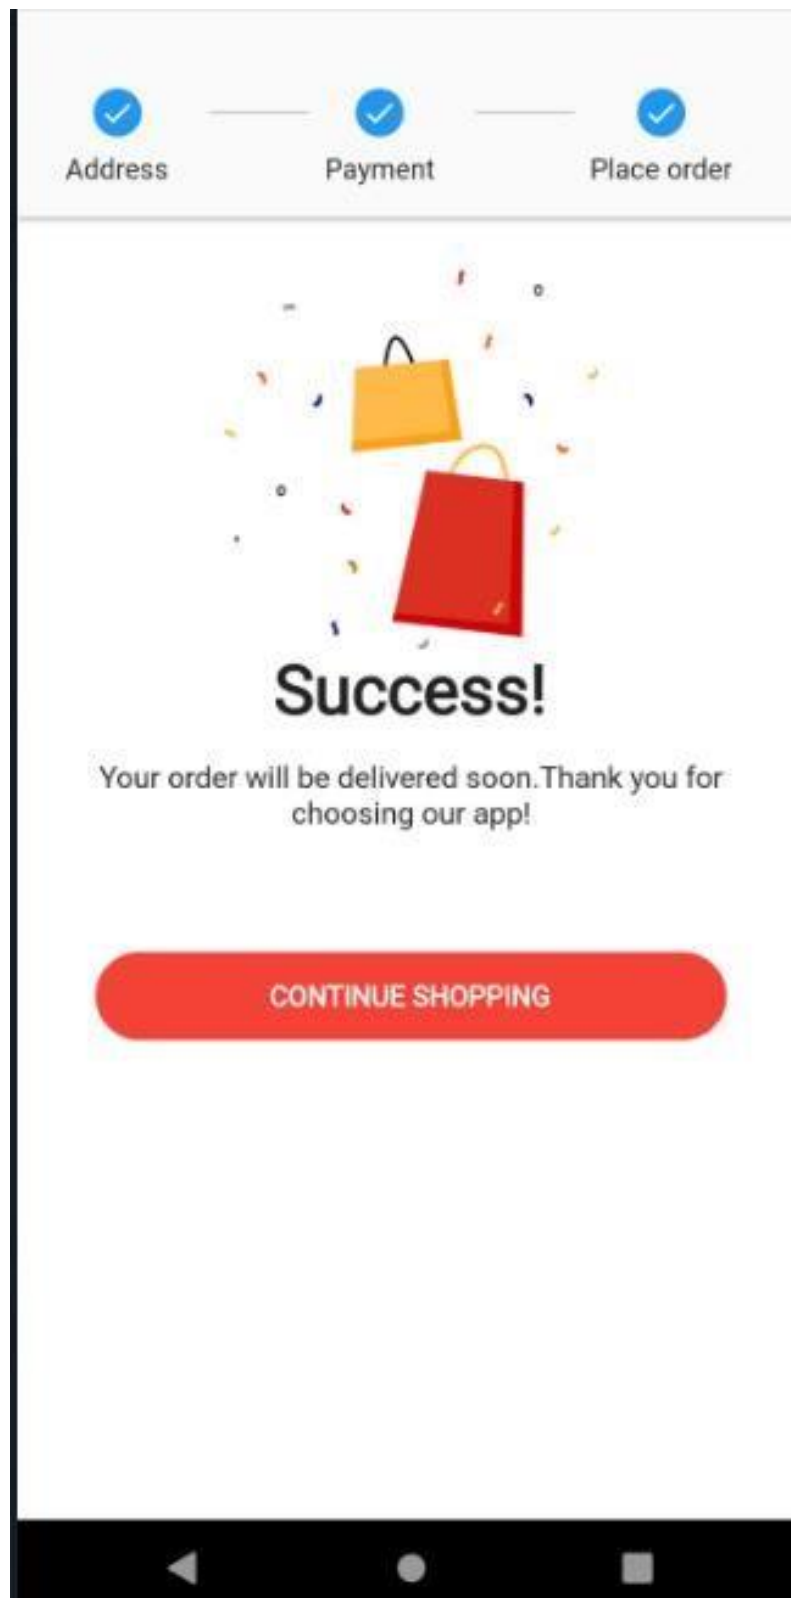 Address Payment Place order
Success!
Your order will be delivered soon.Thank you for
choosing our app!
CONTINUE SHOPPING